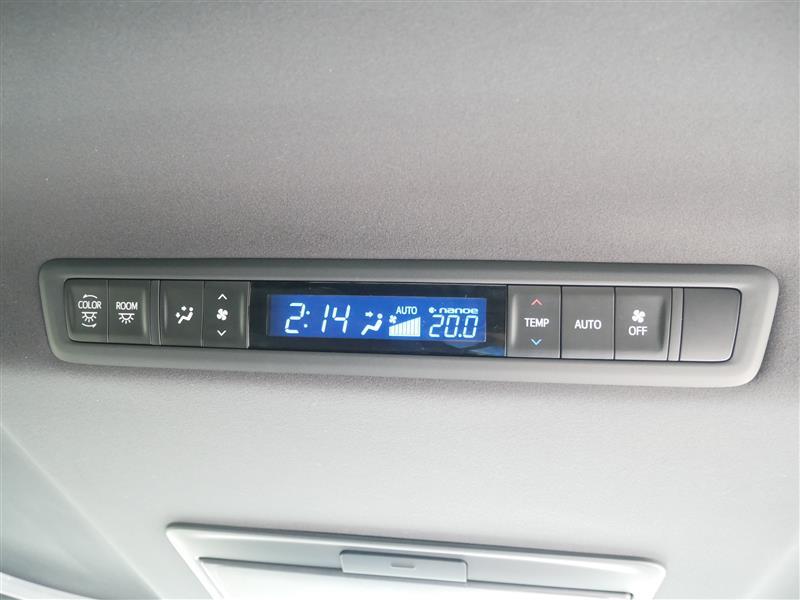 COLOR
ROOM
2:14
AUTO
nanoe
20.0
TEMP
AUTO
OFF